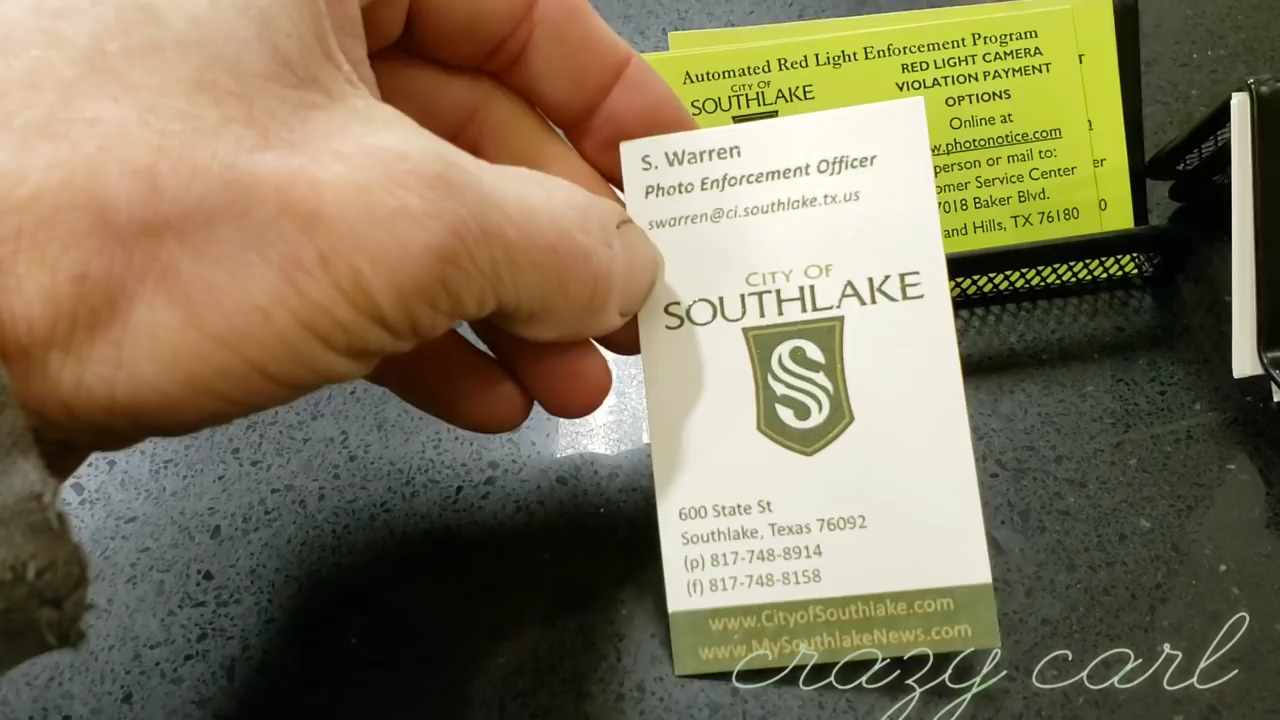 Automated Red Light Enforcement Program
CITY OF
SOUTHLAKE
RED LIGHT CAMERA
VIOLATION PAYMENT
OPTIONS
Online at
w.photonotice.com
person or mail to:
omer Service Center
7018 Baker Blvd.
and Hills, TX 76180
S. Warren
Photo Enforcement Officer
swarren@ci.southlake.tx.us
CITY OF
SOUTHLAKE
S
600 State St
Southlake, Texas 76092
(p) 817-748-8914
(f) 817-748-8158
www.CityofSouthlake.com
www.MySouthlakeNews.com
crazy carl